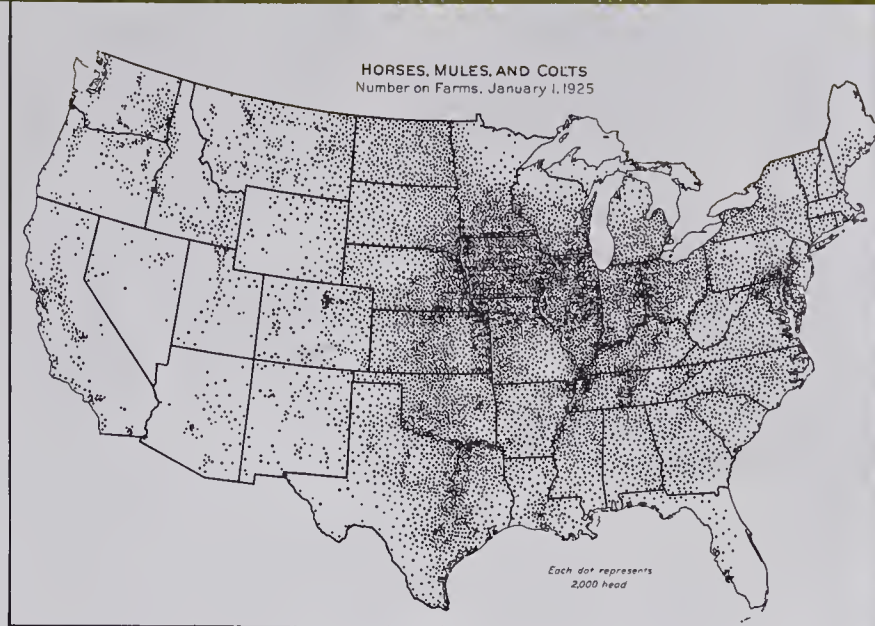 HORSES, MULES, AND COLTS
Number on Farms, January 1, 1925
Each dot represents
2,000 head